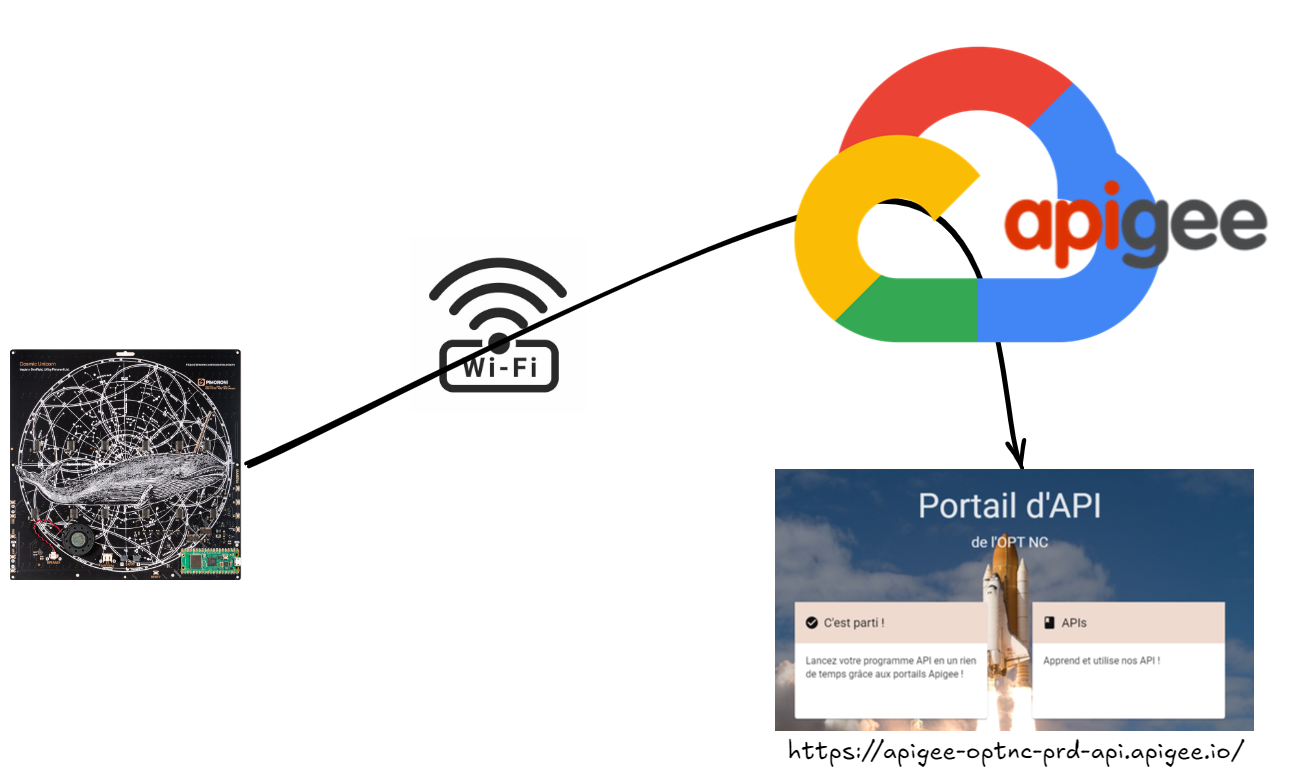 apigee
Wi-Fi
Cosmic Unicorn
PIMORONI
Portail d'API
de l'OPT NC
C'est parti !
APIs
Lancez votre programme API en un rien
de temps grâce aux portails Apigee !
Apprend et utilise nos API !
https://apigee-optnc-prd-api.apigee.io/